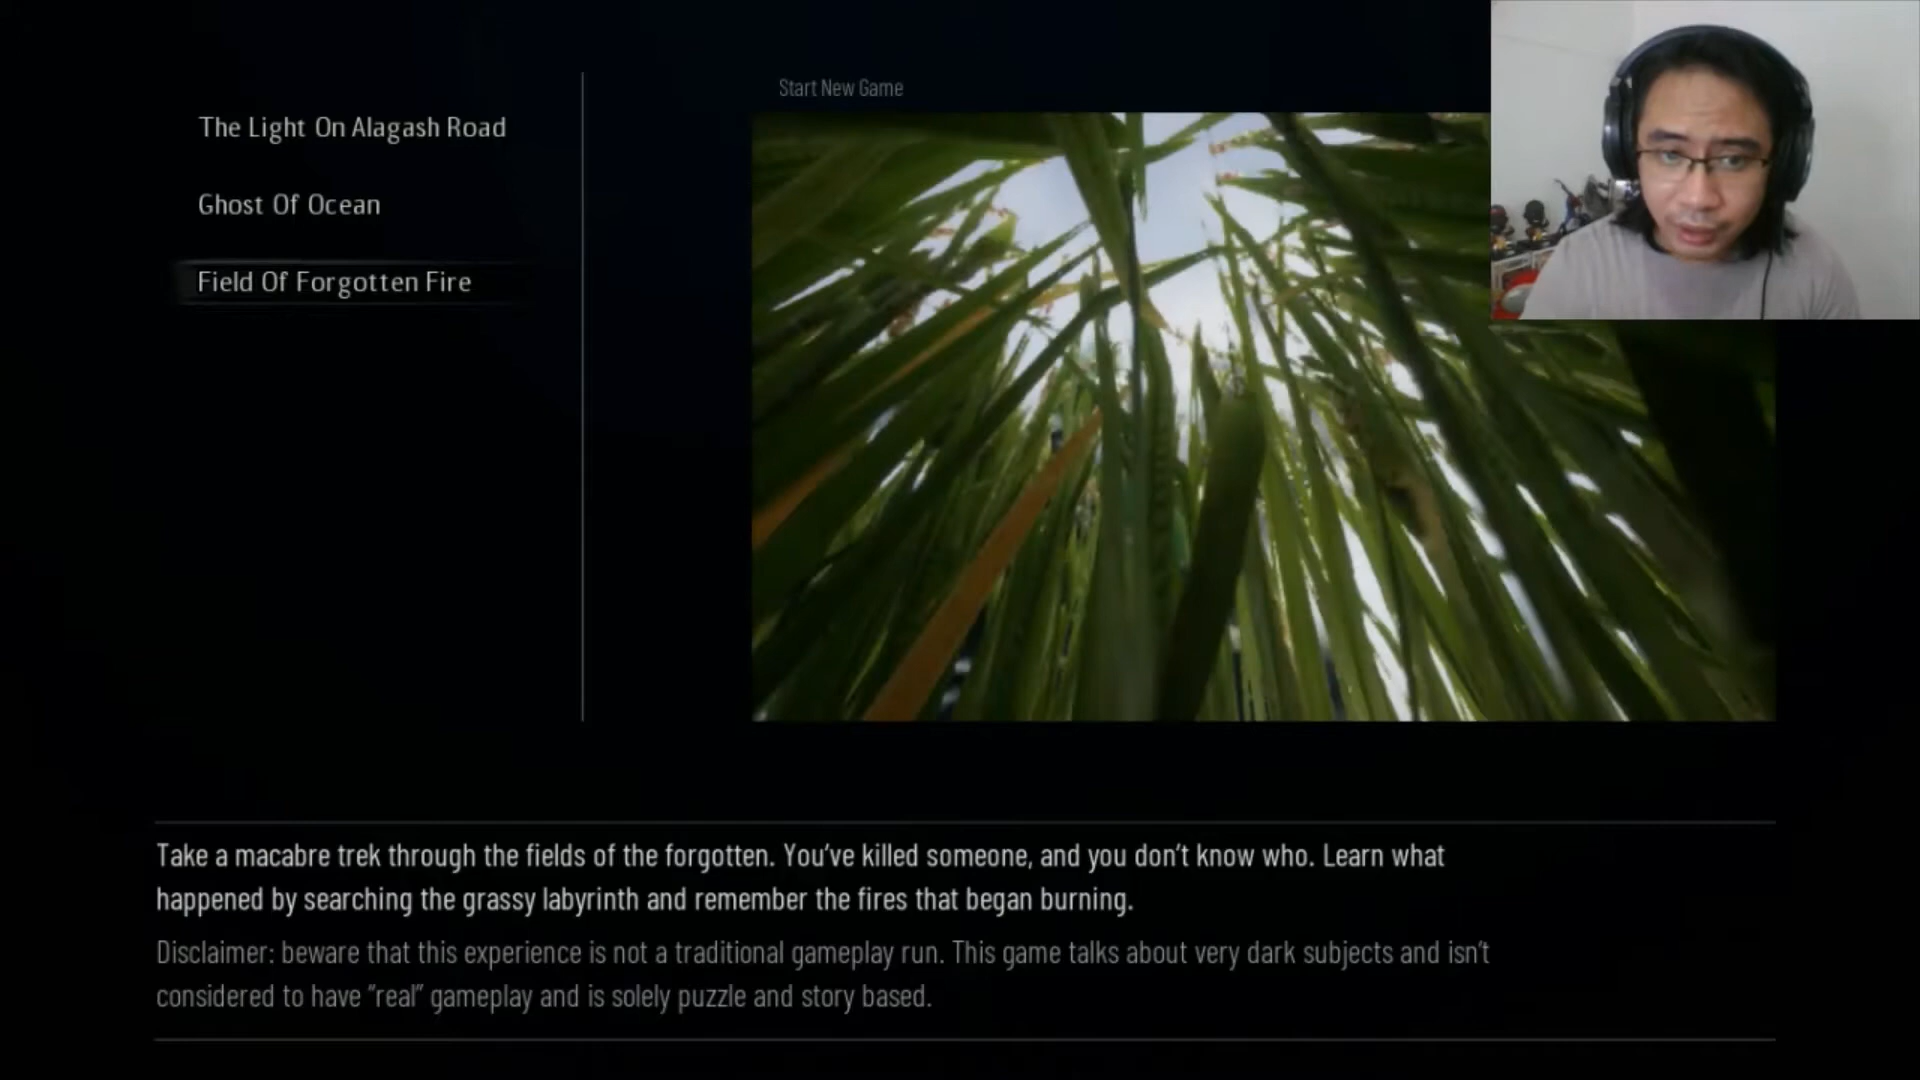 Start New Game
The Light On Alagash Road
Ghost Of Ocean
Field Of Forgotten Fire
Take a macabre trek through the fields of the forgotten. You've killed someone, and you don't know who. Learn what
happened by searching the grassy labyrinth and remember the fires that began burning.
Disclaimer: beware that this experience is not a traditional gameplay run. This game talks about very dark subjects and isn't
considered to have "real" gameplay and is solely puzzle and story based.